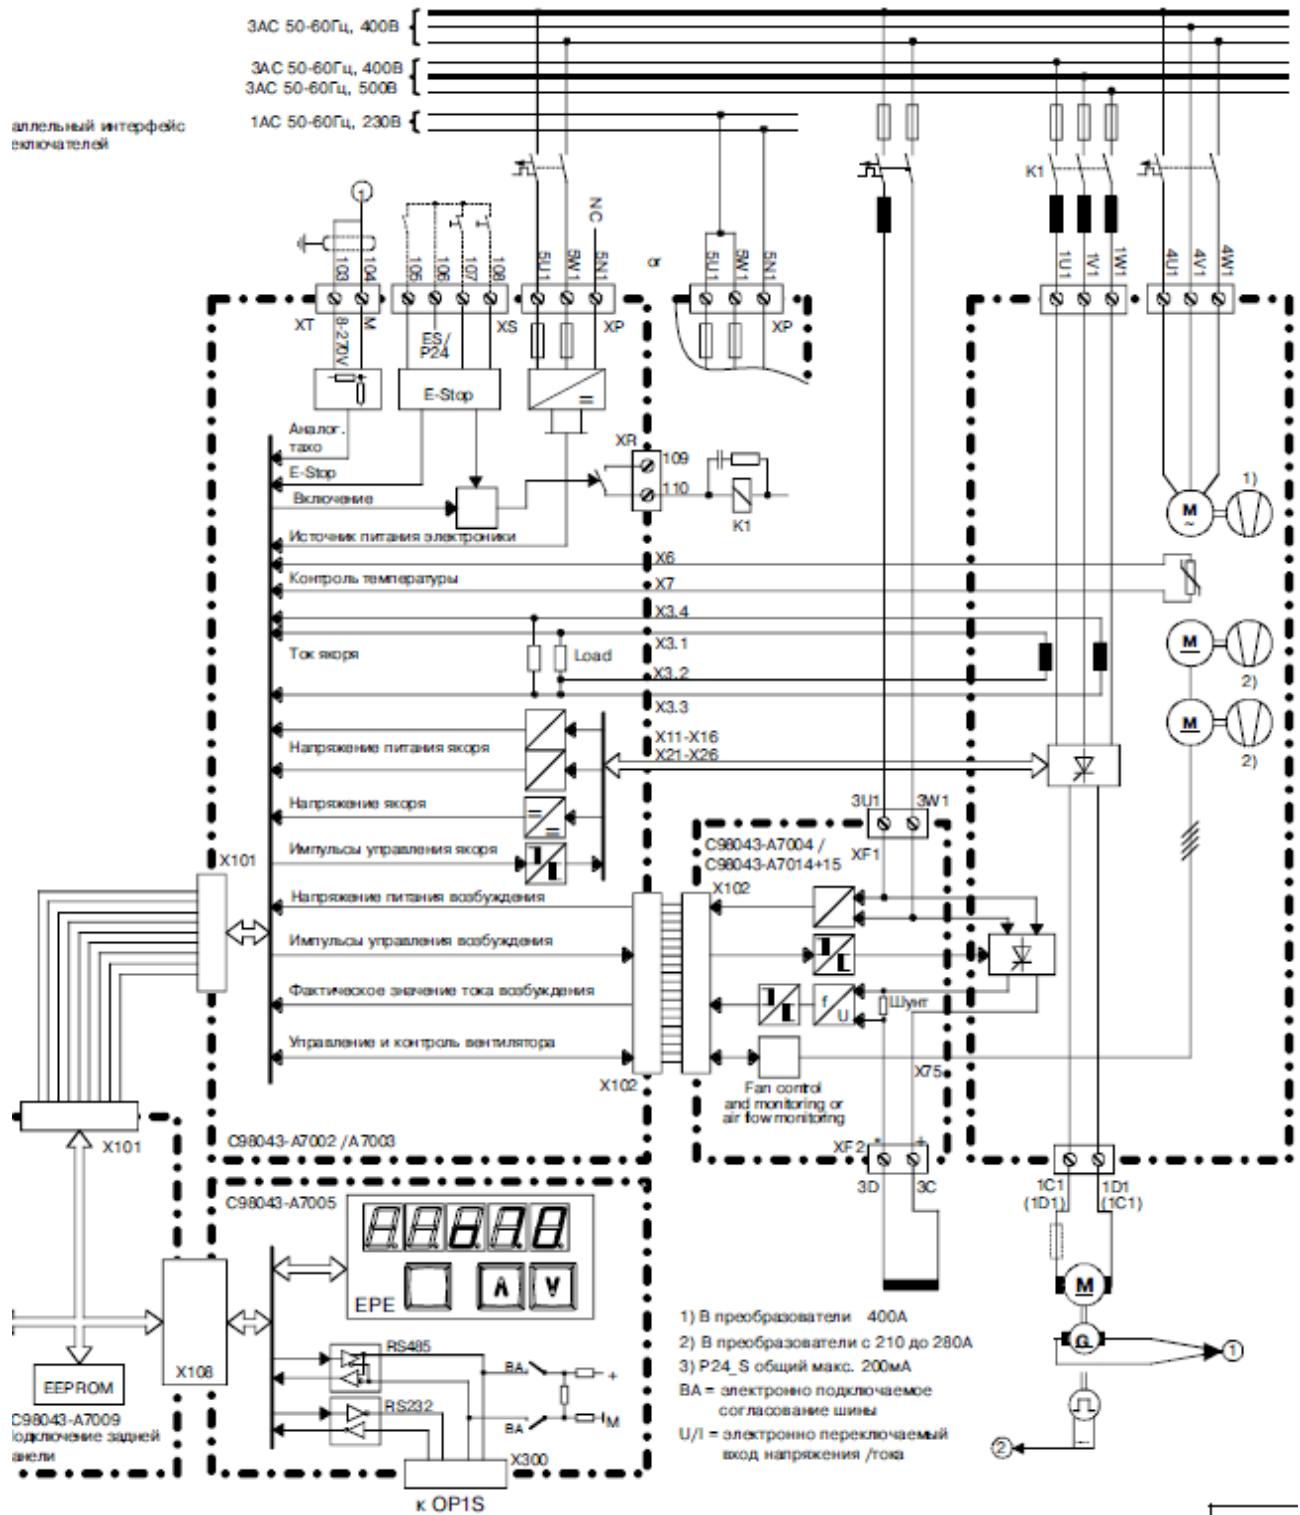 3АС 50-60Гц, 400В
3АС 50-60Гц, 400В
3АС 50-60Гц, 500В
1АС 50-60Гц, 230В
аллельный интерфейс
еключателей
K1
1
NC
103
104
105
106
107
108
5U1
5W1
5N1
or
5U1
5W1
5N1
1U1
1V1
1W1
4U1
4V1
4W1
XT
8-270V
M
ES/
P24
XS
XP
XP
E-Stop
=
Аналог.
тахо
XR
109
110
K1
E-Stop
Включение
M
~
1)
Источник питания электроники
X6
Контроль температуры
X7
X3.4
Ток якоря
Load
X3.1
X3.2
X3.3
M
2)
M
2)
X11-X16
X21-X26
Напряжение питания якоря
Напряжение якоря
=
=
3U1
3W1
XF1
Импульсы управления якоря
C98043-A7004 /
C98043-A7014+15
X101
X102
Напряжение питания возбуждения
Импульсы управления возбуждения
Фактическое значение тока возбуждения
f
U
Шунт
Управление и контроль вентилятора
X102
X75
Fan control
and monitoring or
air flow monitoring
X101
C98043-A7002 /A7003
XF2
-
+
3D
3C
1C1
(1D1)
1D1
(1C1)
C98043-A7005
EPE
M
G
1
2
RS485
BA
+
X108
EEPROM
RS232
BA
M
C98043-A7009
одключение задней
анели
X300
к OP1S
1) В преобразователи 400А
2) В преобразователи с 210 до 280А
3) P24_S общий макс. 200мА
BA = электронно подключаемое
согласование шины
U/I = электронно переключаемый
вход напряжения /тока